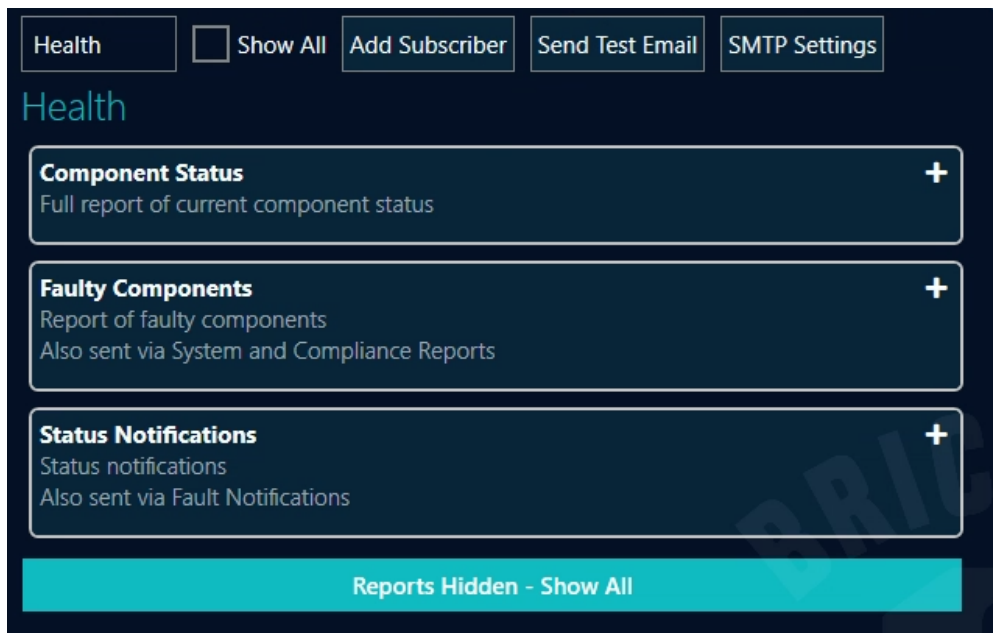 Health Show All Add Subscriber Send Test Email SMTP Settings
Health
Component Status +
Full report of current component status
Faulty Components +
Report of faulty components
Also sent via System and Compliance Reports
Status Notifications +
Status notifications
Also sent via Fault Notifications
BRIC
Reports Hidden - Show All